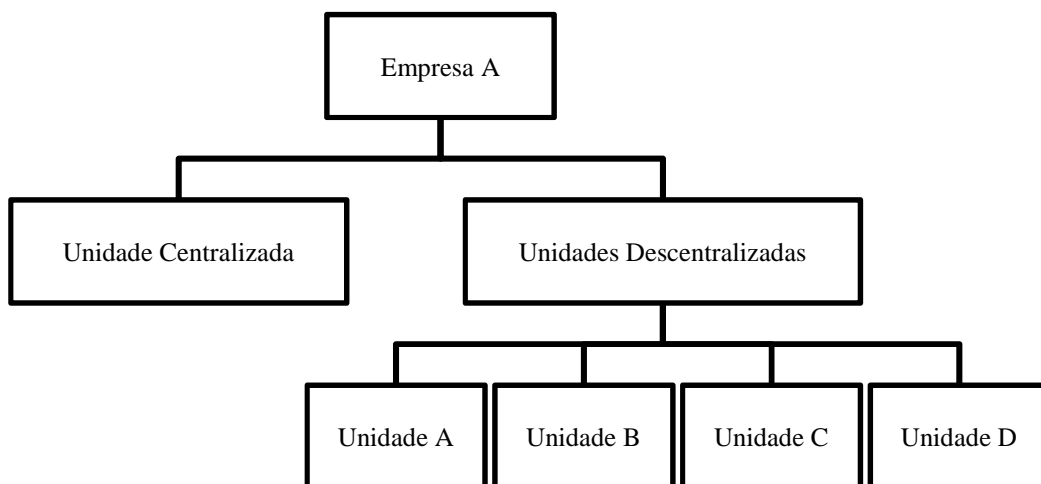 Empresa A
Unidade Centralizada
Unidades Descentralizadas
Unidade A
Unidade B
Unidade C
Unidade D